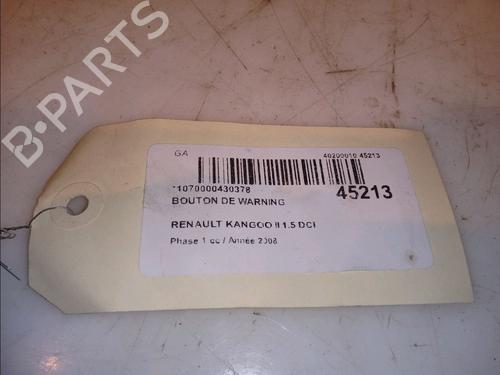 B-PARTS
GA
40200010 45213
*1070000430378
45213
BOUTON DE WARNING
RENAULT KANGOO II 1.5 DCI
Phase 1 cc / Année 2008